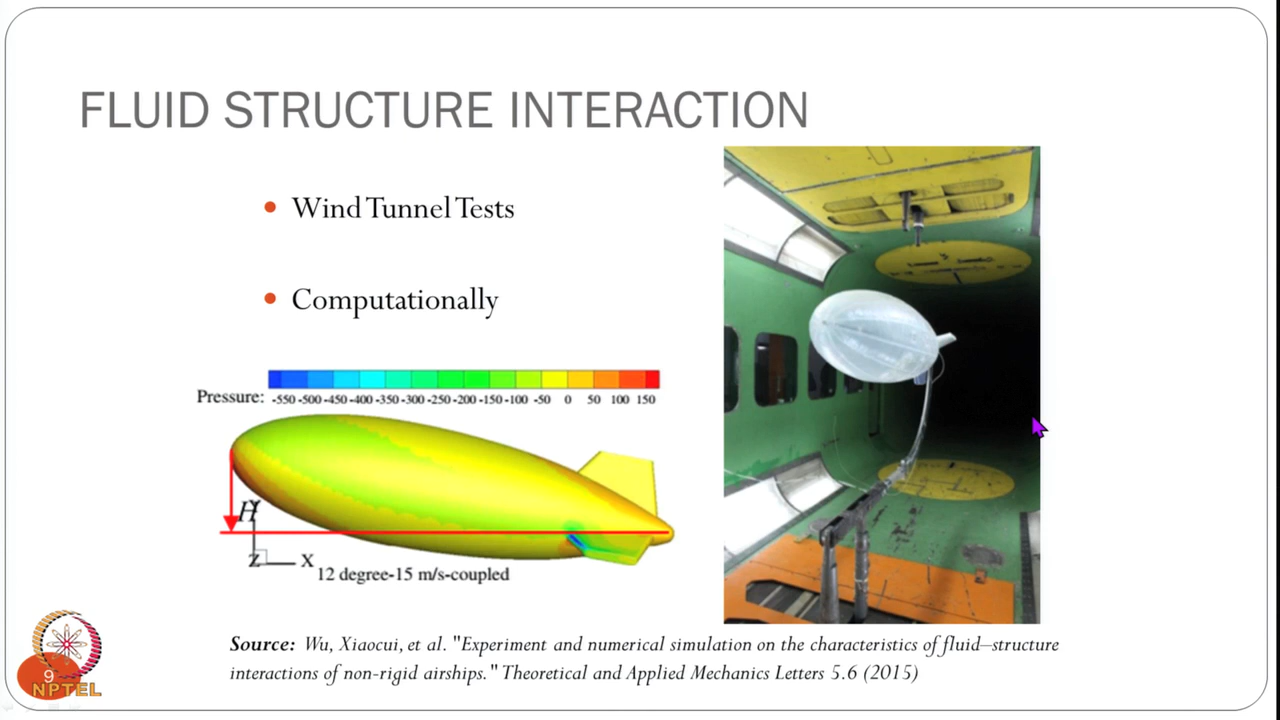 FLUID STRUCTURE INTERACTION
• Wind Tunnel Tests
• Computationally
Pressure: -550 -500 -450 -400 -350 -300 -250 -200 -150 -100 -50 0 50 100 150
H
Y
Z X
12 degree-15 m/s-coupled
Source: Wu, Xiaocui, et al. "Experiment and numerical simulation on the characteristics of fluid–structure
interactions of non-rigid airships." Theoretical and Applied Mechanics Letters 5.6 (2015)
9
NPTEL